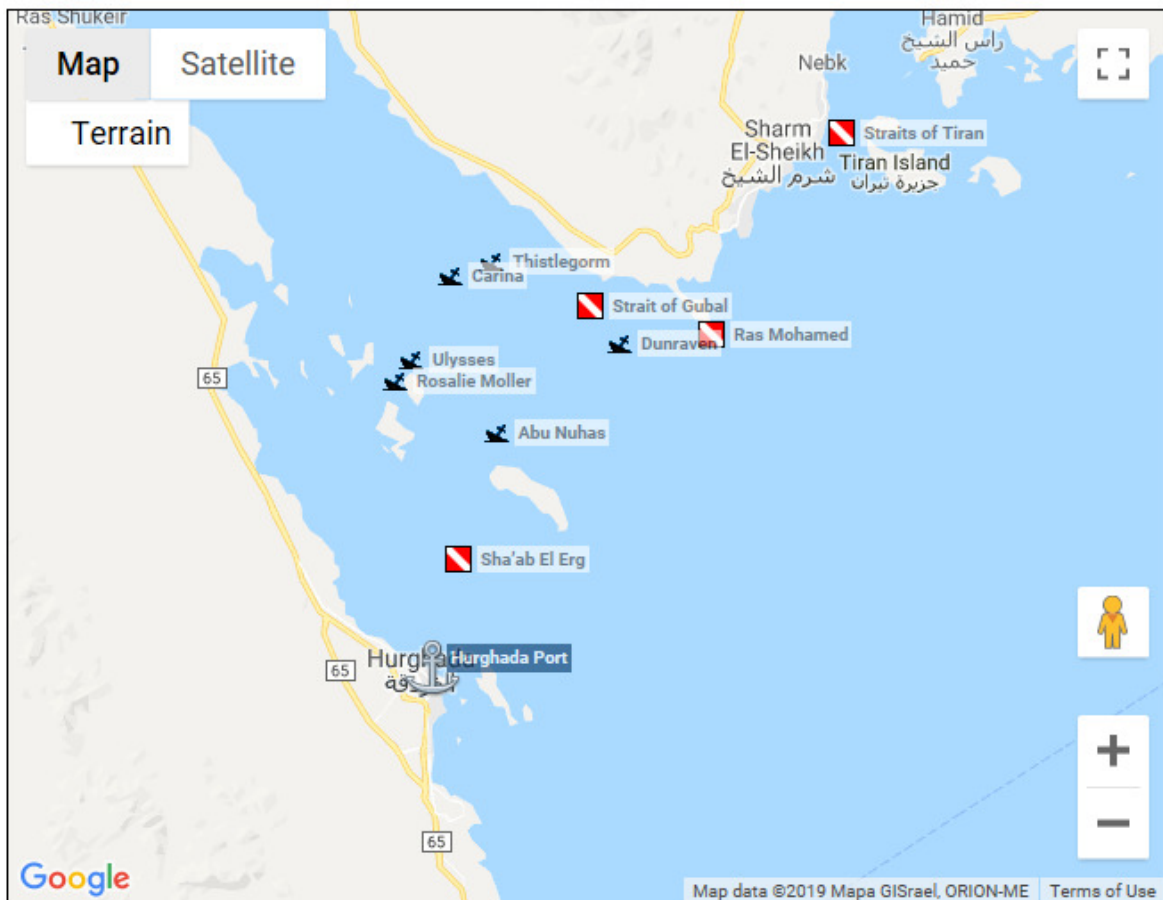 Ras Shukeir
Map
Satellite
Terrain
Hamid
راس الشيخ
حميد
Nebk
Straits of Tiran
Sharm
El-Sheikh
شرم الشيخ
Tiran Island
جزيرة تيران
Thistlegorm
Carina
Strait of Gubal
Ras Mohamed
Dunraven
Ulysses
Rosalie Moller
65
Abu Nuhas
Sha'ab El Erg
Hurghada
الغردقة
Hurghada Port
65
65
Google
Map data ©2019 Mapa GISrael, ORION-ME
Terms of Use